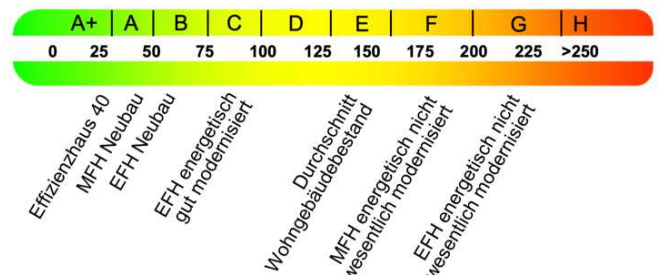 A+ A B C D E F G H
0 25 50 75 100 125 150 175 200 225 >250
Effizienzhaus 40
MFH Neubau
EFH Neubau
EFH energetisch
gut modernisiert
Durchschnitt
Wohngebäudebestand
MFH energetisch nicht
wesentlich modernisiert
EFH energetisch nicht
wesentlich modernisiert